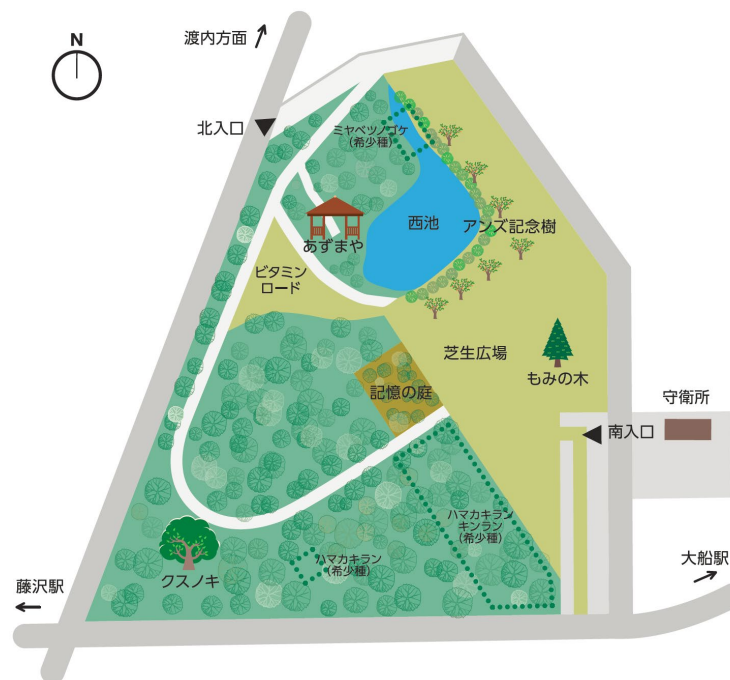 渡内方面
N
北入口
ミヤベツノゴケ
(希少種)
西池
アンズ記念樹
あずまや
ビタミン
ロード
芝生広場
もみの木
記憶の庭
守衛所
南入口
ハマカキラン
キンラン
(希少種)
ハマカキラン
(希少種)
クスノキ
大船駅
藤沢駅